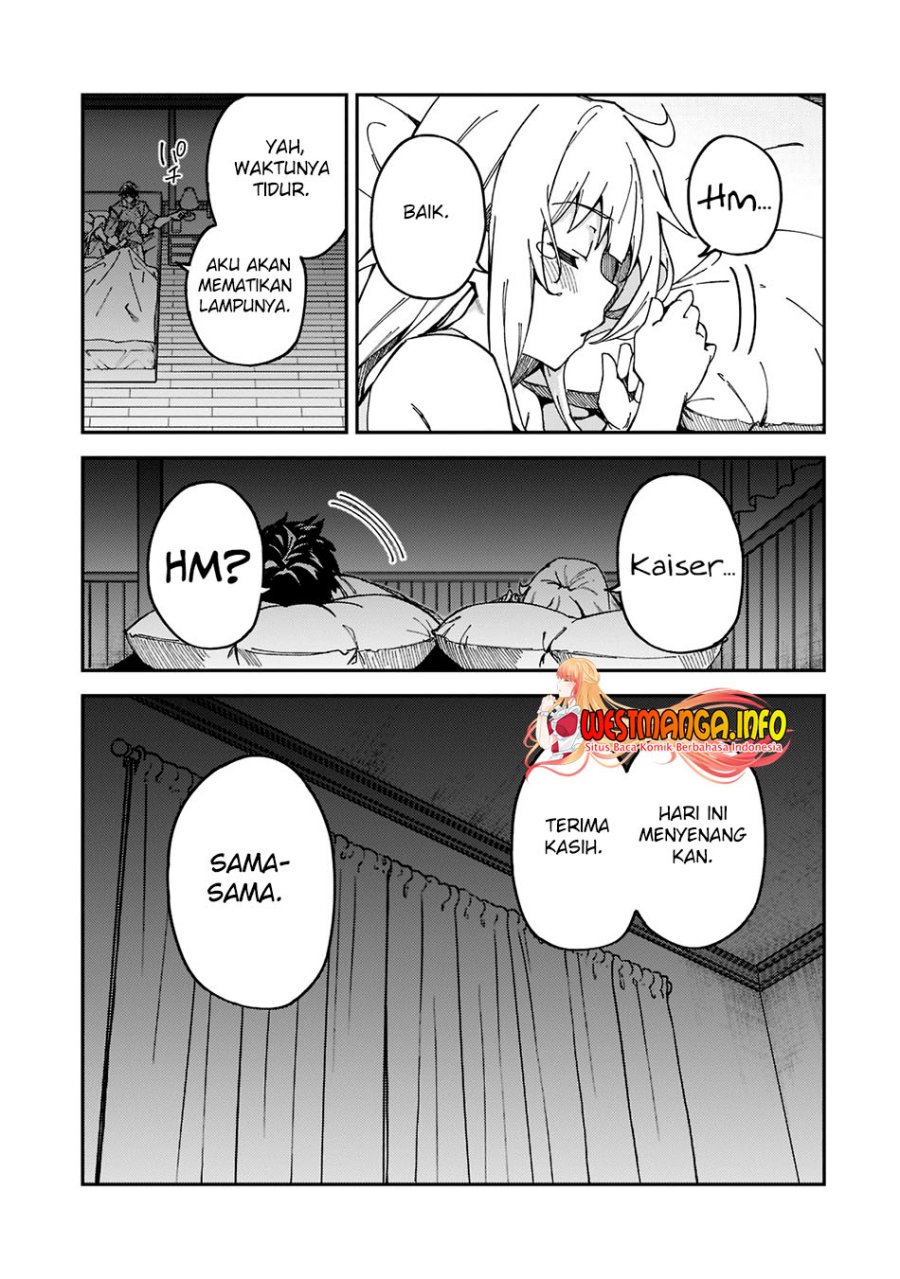 HM...
BAIK.
YAH,
WAKTUNYA
TIDUR.
AKU AKAN
MEMATIKAN
LAMPUNYA.
Kaiser...
HM?
WESTMANGA.INFO
Situs Baca Komik Berbahasa Indonesia
HARI INI
MENYENANG
KAN.
TERIMA
KASIH.
SAMA-
SAMA.